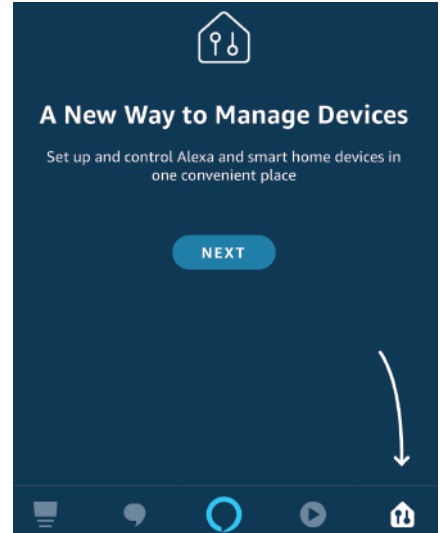 A New Way to Manage Devices
Set up and control Alexa and smart home devices in
one convenient place
NEXT